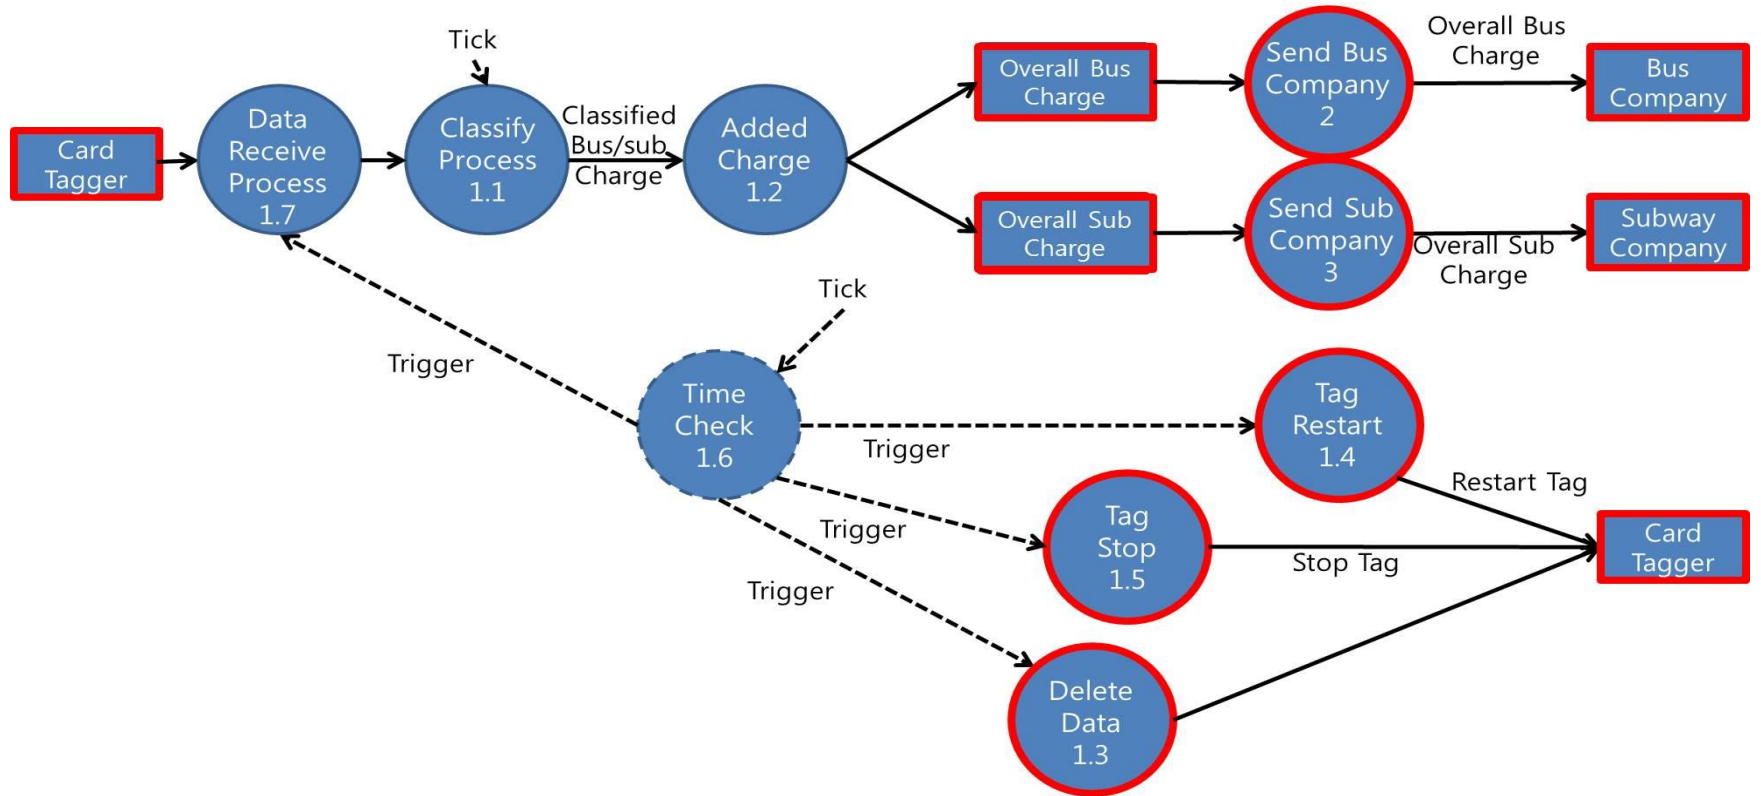 Tick
Card
Tagger
Data
Receive
Process
1.7
Classify
Process
1.1
Classified
Bus/sub
Charge
Added
Charge
1.2
Overall Bus
Charge
Send Bus
Company
2
Overall Bus
Charge
Bus
Company
Overall Sub
Charge
Send Sub
Company
3
Overall Sub
Charge
Subway
Company
Tick
Trigger
Time
Check
1.6
Trigger
Tag
Restart
1.4
Restart Tag
Trigger
Tag
Stop
1.5
Stop Tag
Card
Tagger
Trigger
Delete
Data
1.3